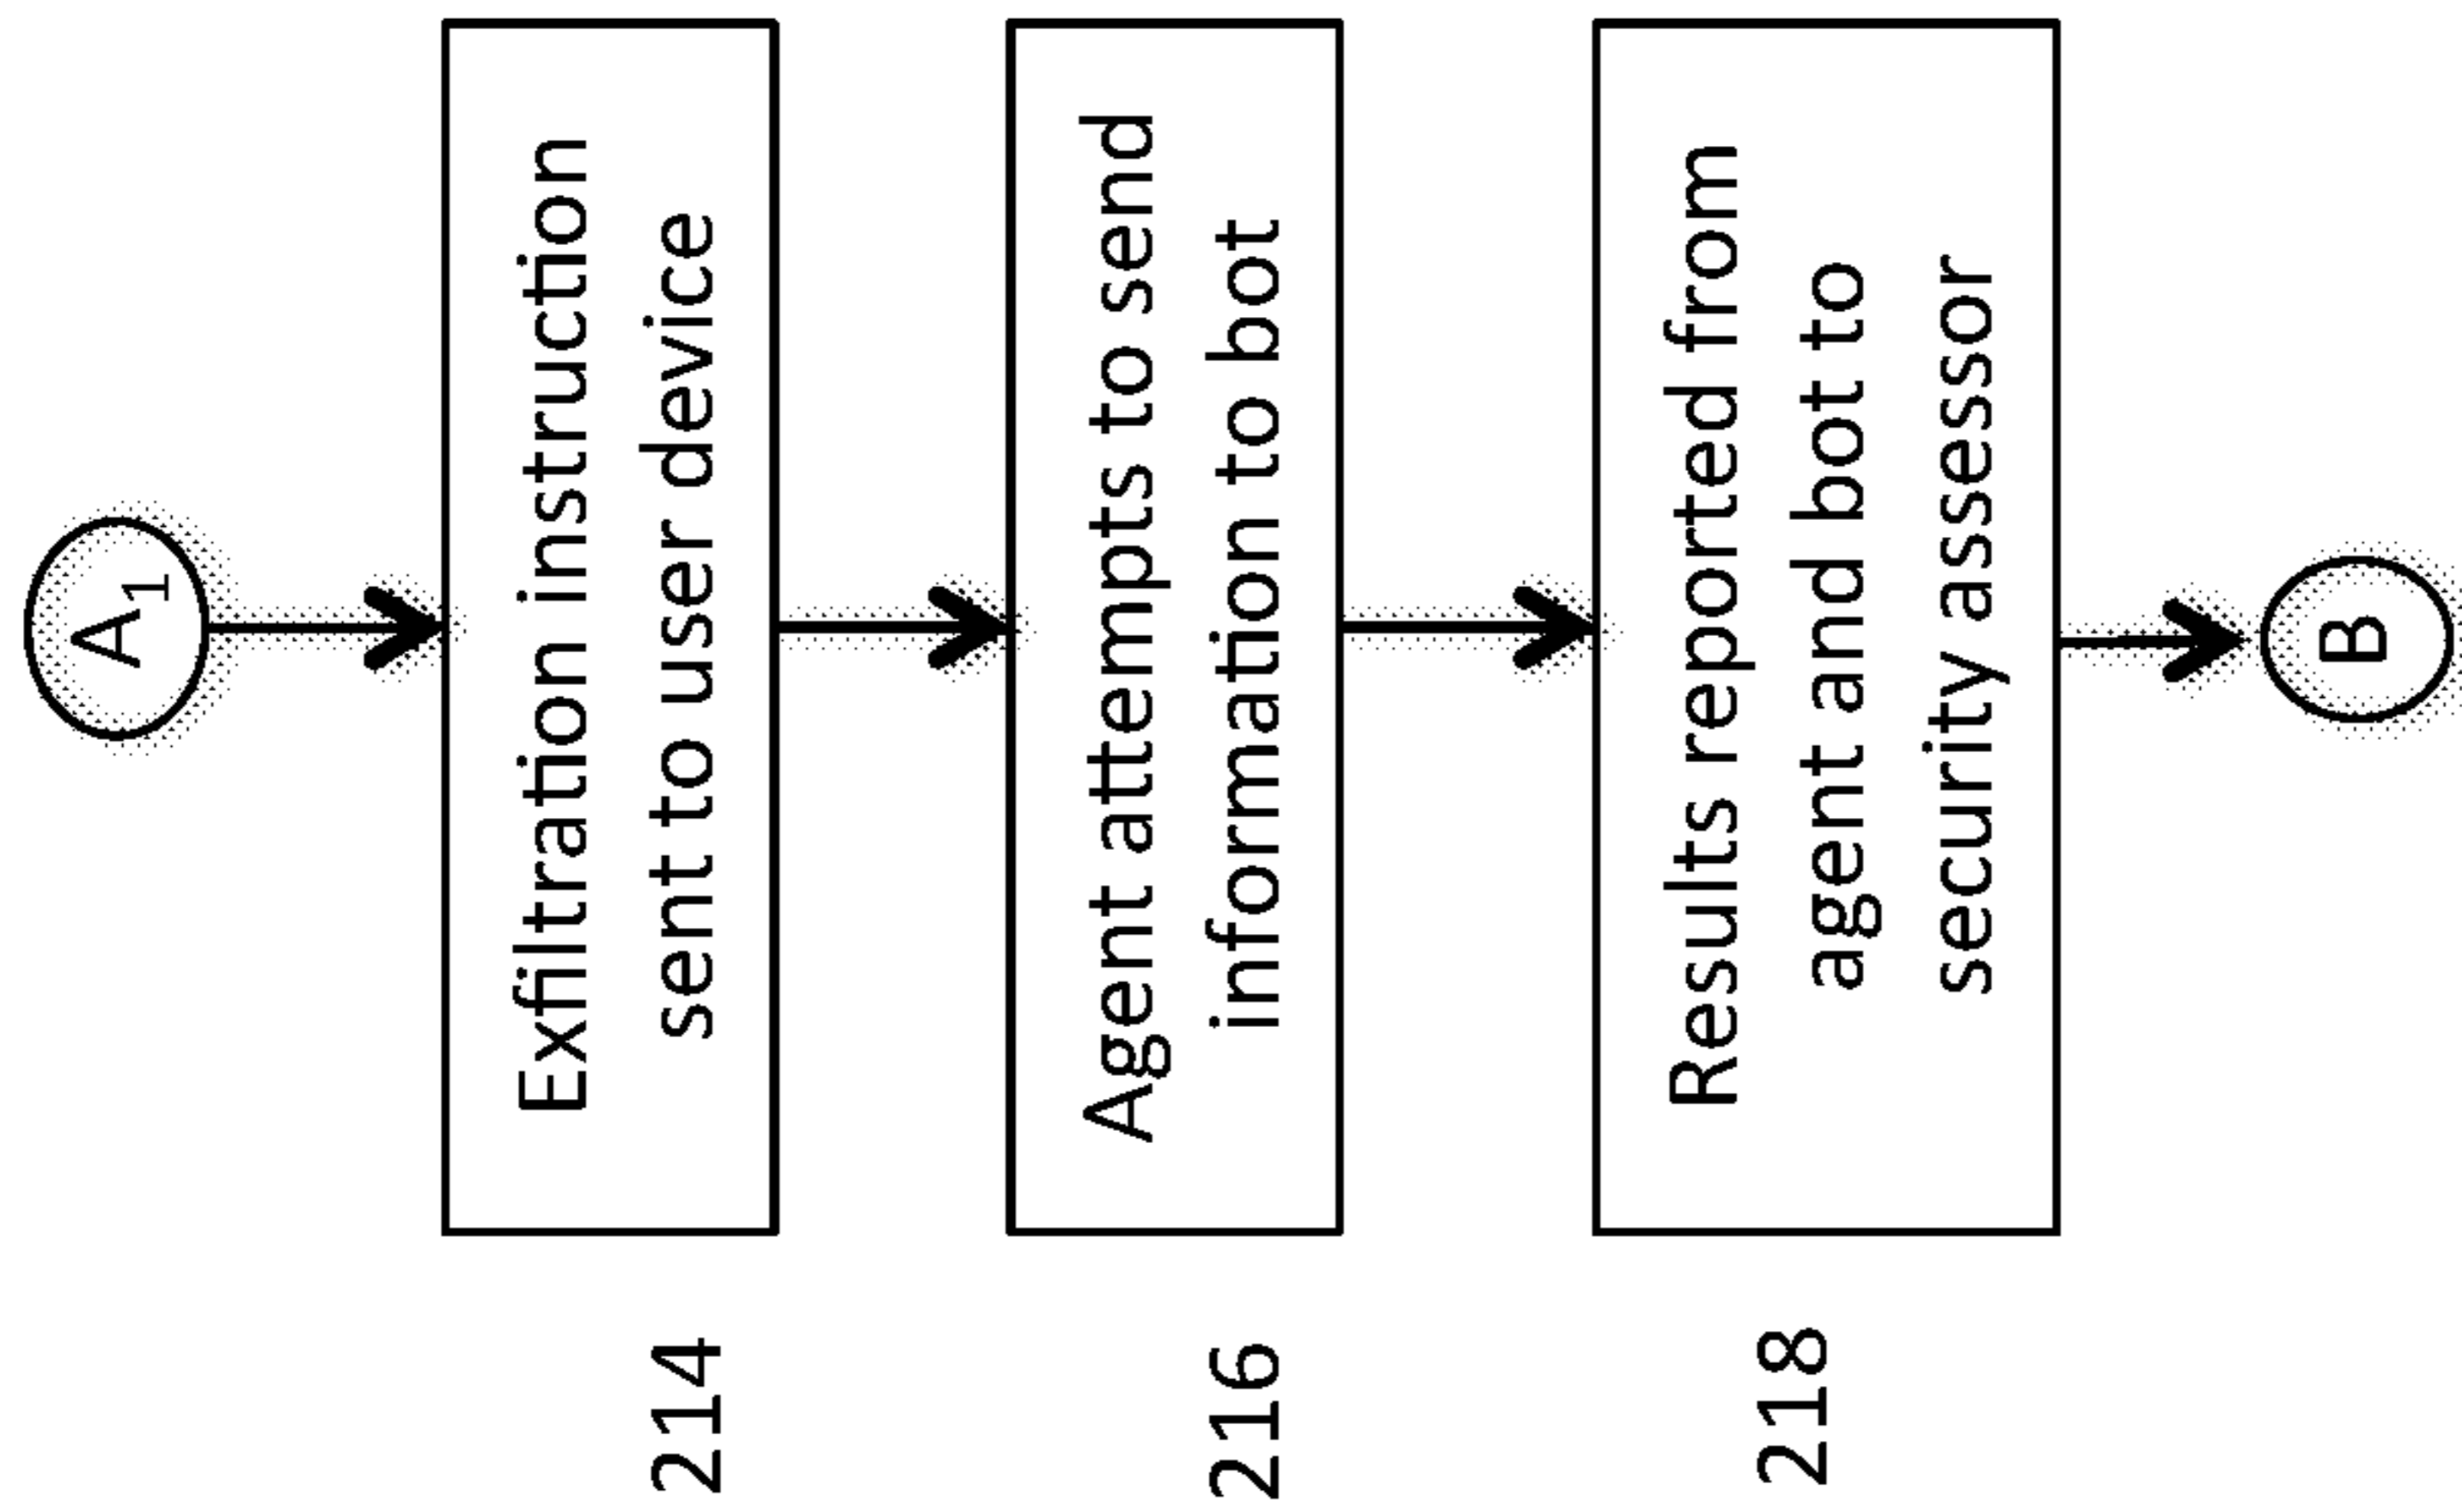 A1
Exfiltration instruction
sent to user device
214
Agent attempts to send
information to bot
216
Results reported from
agent and bot to
security assessor
218
B